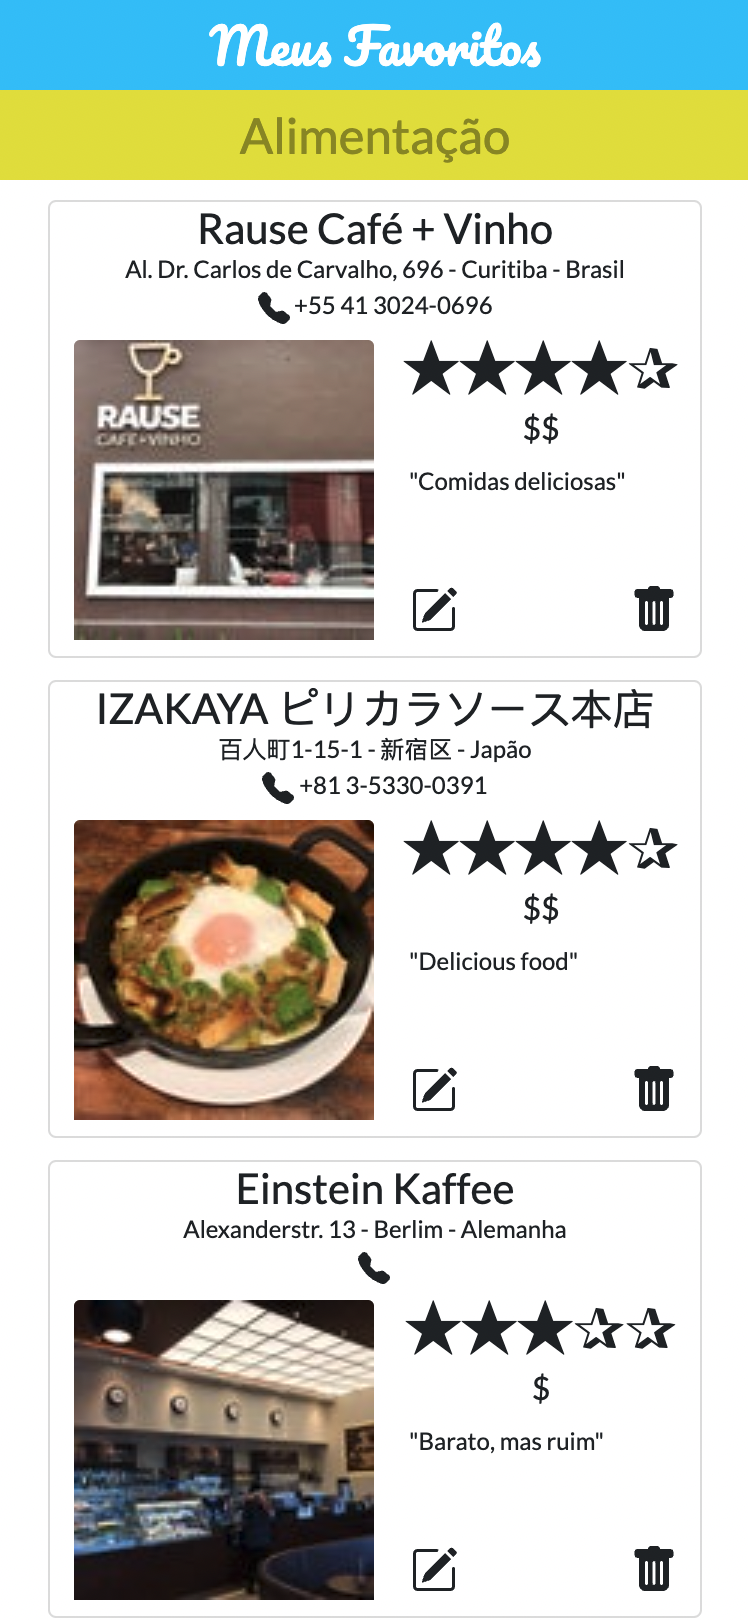 Meus Favoritos
Alimentação
Rause Café + Vinho
Al. Dr. Carlos de Carvalho, 696 - Curitiba - Brasil
+55 41 3024-0696
RAUSE
CAFÉ+VINHO
$$
"Comidas deliciosas"
IZAKAYA ピリカラソース本店
百人町1-15-1 - 新宿区 - Japão
+81 3-5330-0391
$$
"Delicious food"
Einstein Kaffee
Alexanderstr. 13 - Berlim - Alemanha
$
"Barato, mas ruim"